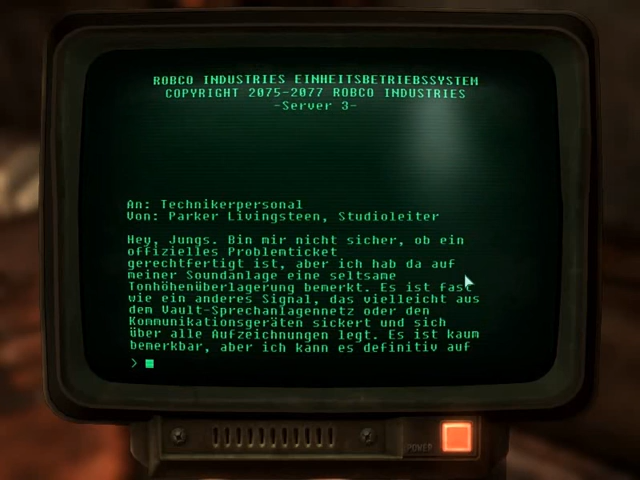 ROBCO INDUSTRIES EINHEITSBETRIEBSSYSTEM
COPYRIGHT 2075-2077 ROBCO INDUSTRIES
-Server 3-
An: Technikerpersonal
Von: Parker Livingsteen, Studioleiter
Hey, Jungs. Bin mir nicht sicher, ob ein
offizielles Problemticket
gerechtfertigt ist, aber ich hab da auf
meiner Soundanlage eine seltsame
Tonhöhenüberlagerung bemerkt. Es ist fast
wie ein anderes Signal, das vielleicht aus
dem Vault-Sprechanlagennetz oder den
Kommunikationsgeräten sickert und sich
über alle Aufzeichnungen legt. Es ist kaum
bemerkbar, aber ich kann es definitiv auf
>
POWER